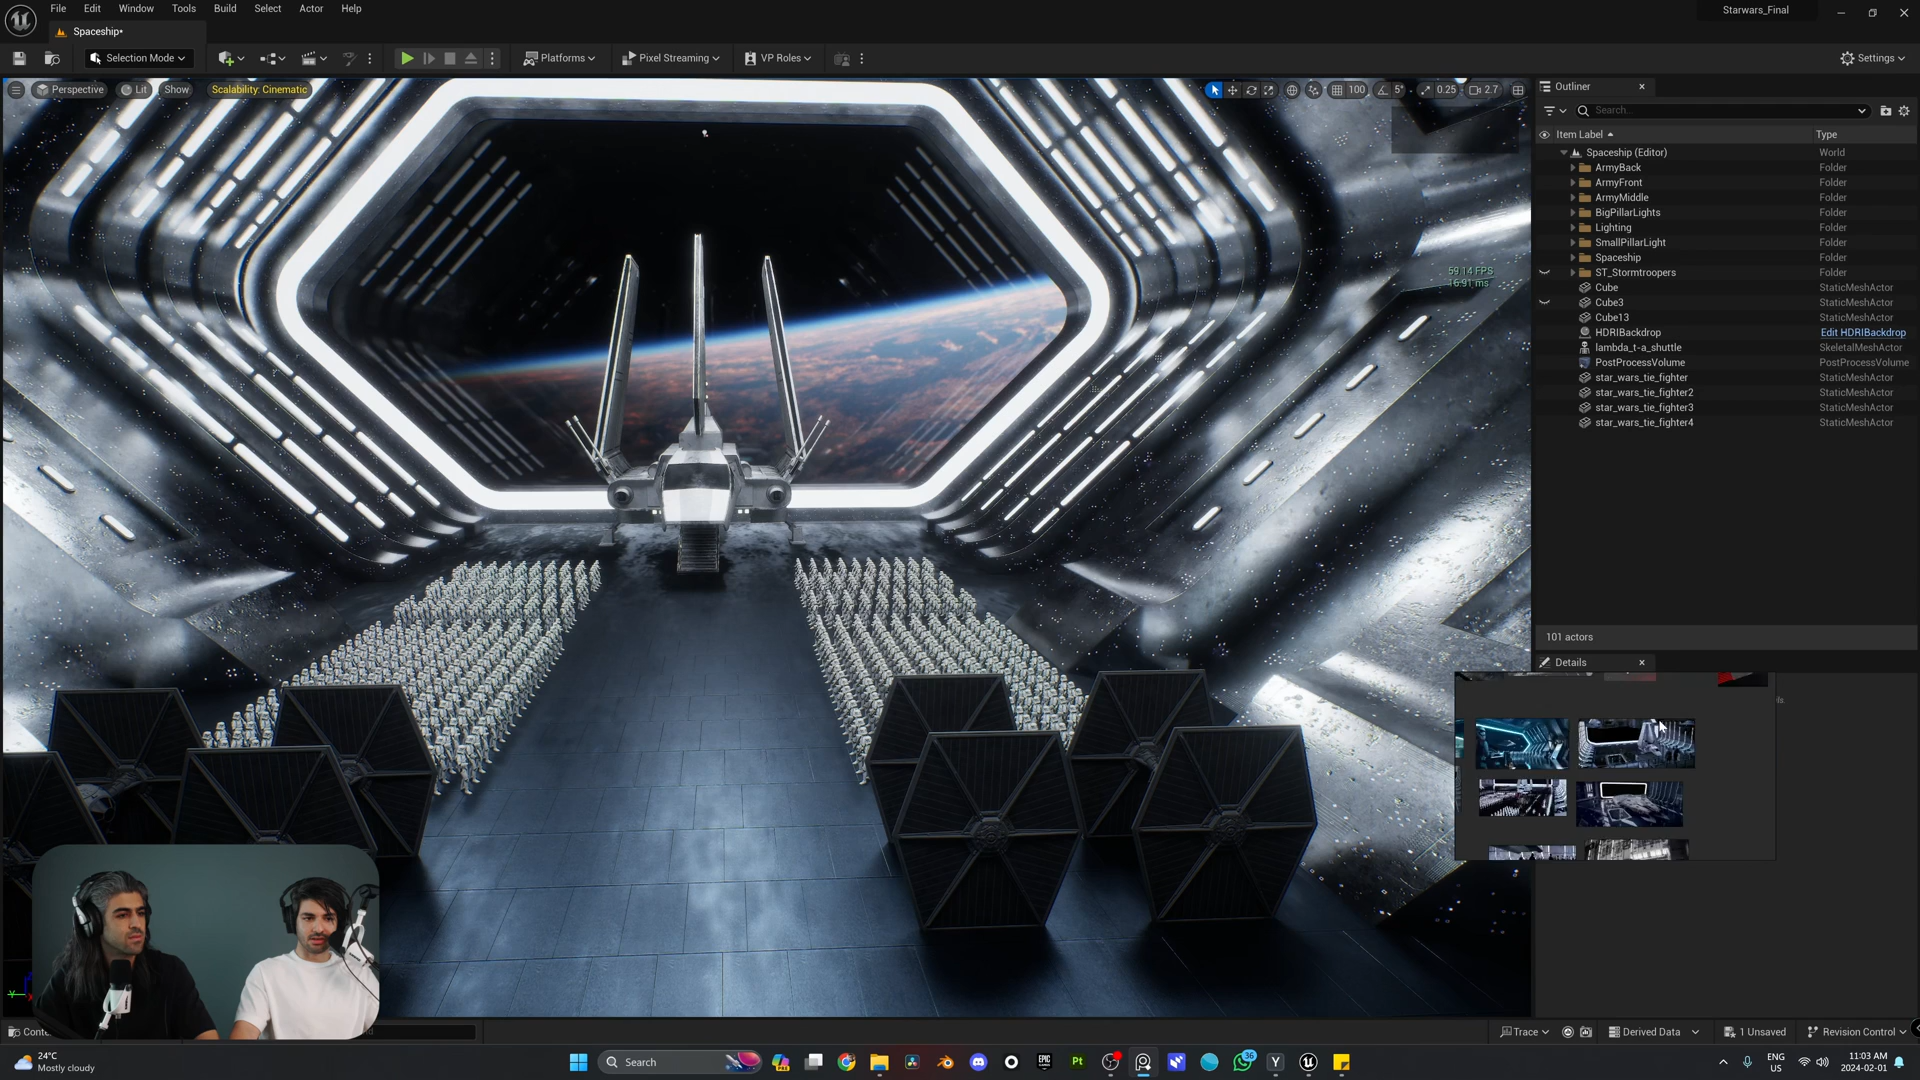 File Edit Window Tools Build Select Actor Help
Starwars_Final
Spaceship*
Selection Mode
Platforms
Pixel Streaming
VP Roles
Settings
Perspective
Lit
Show
Scalability: Cinematic
100
5°
0.25
2.7
59.14 FPS
16.91 ms
Outliner
Search...
Item Label
Type
Spaceship (Editor) World
ArmyBack Folder
ArmyFront Folder
ArmyMiddle Folder
BigPillarLights Folder
Lighting Folder
SmallPillarLight Folder
Spaceship Folder
ST_Stormtroopers Folder
Cube StaticMeshActor
Cube3 StaticMeshActor
Cube13 StaticMeshActor
HDRIBackdrop Edit HDRIBackdrop
lambda_t-a_shuttle SkeletalMeshActor
PostProcessVolume PostProcessVolume
star_wars_tie_fighter StaticMeshActor
star_wars_tie_fighter2 StaticMeshActor
star_wars_tie_fighter3 StaticMeshActor
star_wars_tie_fighter4 StaticMeshActor
101 actors
Details
Conte
Trace
Derived Data
1 Unsaved
Revision Control
24°C
Mostly cloudy
Search
EPIC
Pt
36
Y
ENG
US
11:03 AM
2024-02-01